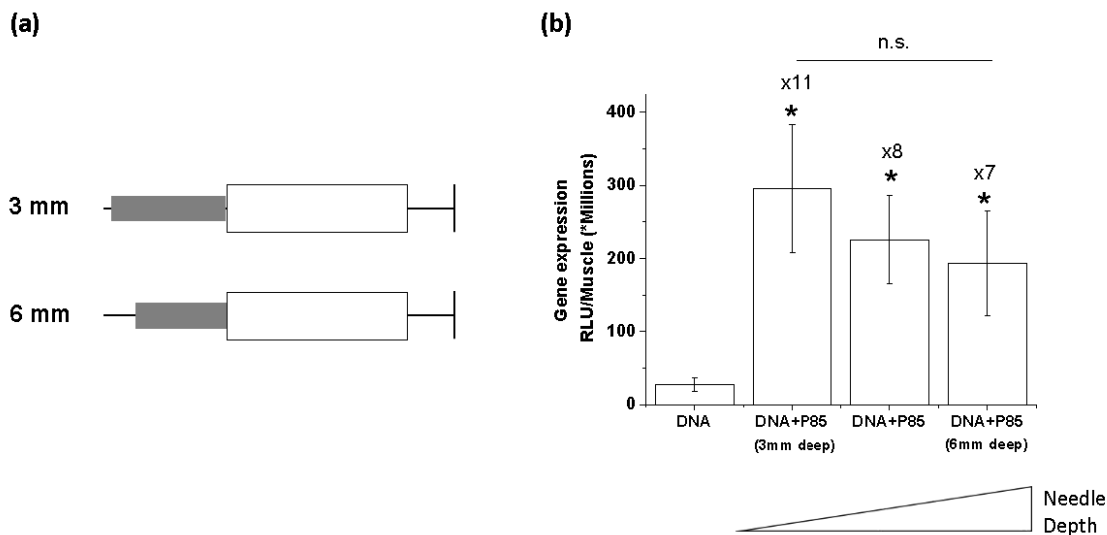 (a)
3 mm
6 mm
(b)
n.s.
x11
*
x8
*
x7
*
Gene expression
RLU/Muscle (*Millions)
400
300
200
100
0
DNA
DNA+P85
(3mm deep)
DNA+P85
DNA+P85
(6mm deep)
Needle
Depth